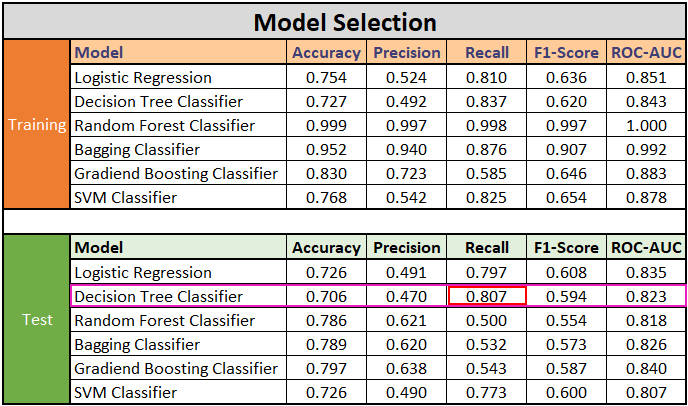 Model Selection
Model Accuracy Precision Recall F1-Score ROC-AUC
Logistic Regression 0.754 0.524 0.810 0.636 0.851
Decision Tree Classifier 0.727 0.492 0.837 0.620 0.843
Training Random Forest Classifier 0.999 0.997 0.998 0.997 1.000
Bagging Classifier 0.952 0.940 0.876 0.907 0.992
Gradiend Boosting Classifier 0.830 0.723 0.585 0.646 0.883
SVM Classifier 0.768 0.542 0.825 0.654 0.878
Model Accuracy Precision Recall F1-Score ROC-AUC
Logistic Regression 0.726 0.491 0.797 0.608 0.835
Decision Tree Classifier 0.706 0.470 0.807 0.594 0.823
Test Random Forest Classifier 0.786 0.621 0.500 0.554 0.818
Bagging Classifier 0.789 0.620 0.532 0.573 0.826
Gradiend Boosting Classifier 0.797 0.638 0.543 0.587 0.840
SVM Classifier 0.726 0.490 0.773 0.600 0.807